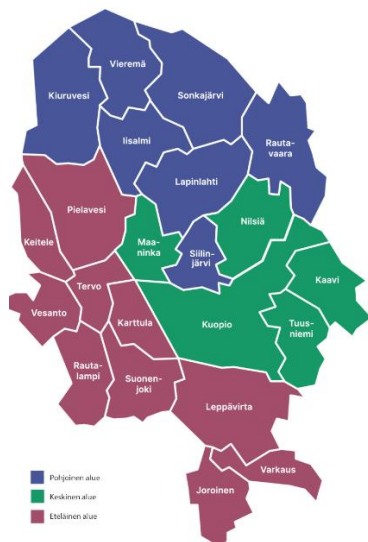 Vieremä
Kiuruvesi
Sonkajärvi
Iisalmi
Rauta-
vaara
Lapinlahti
Pielavesi
Nilsiä
Keitele
Maa-
ninka
Siilin-
järvi
Kaavi
Tervo
Vesanto
Karttula
Kuopio
Tuus-
niemi
Rauta-
lampi
Suonen-
joki
Leppävirta
Varkaus
Joroinen
Pohjoinen alue
Keskinen alue
Eteläinen alue